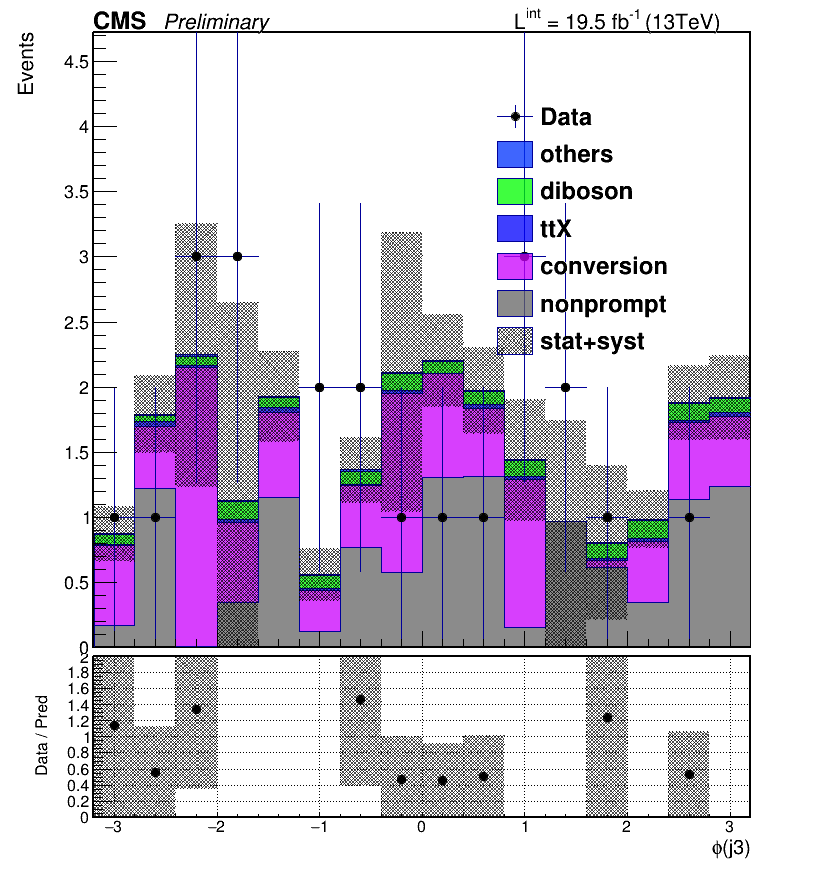 CMS Preliminary L^int = 19.5 fb⁻¹ (13TeV)
Events
4.5
4
3.5
3
2.5
2
1.5
1
0.5
0
Data
others
diboson
ttX
conversion
nonprompt
stat+syst
Data / Pred
2
1.8
1.6
1.4
1.2
1
0.8
0.6
0.4
0.2
0
−3 −2 −1 0 1 2 3
ϕ(j3)